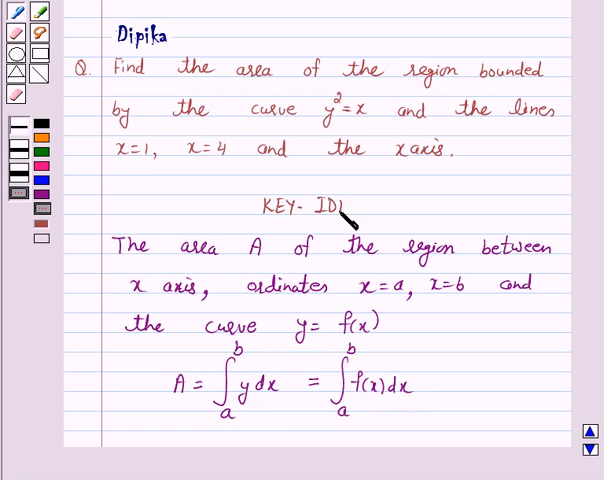 Dipika
Q. Find the area of the region bounded
by the curve y² = x and the lines
x = 1, x = 4 and the x axis.
KEY- ID
The area A of the region between
x axis, ordinates x = a, x = b and
the curve y = f(x)
A = ∫ₐᵇ y dx = ∫ₐᵇ f(x) dx